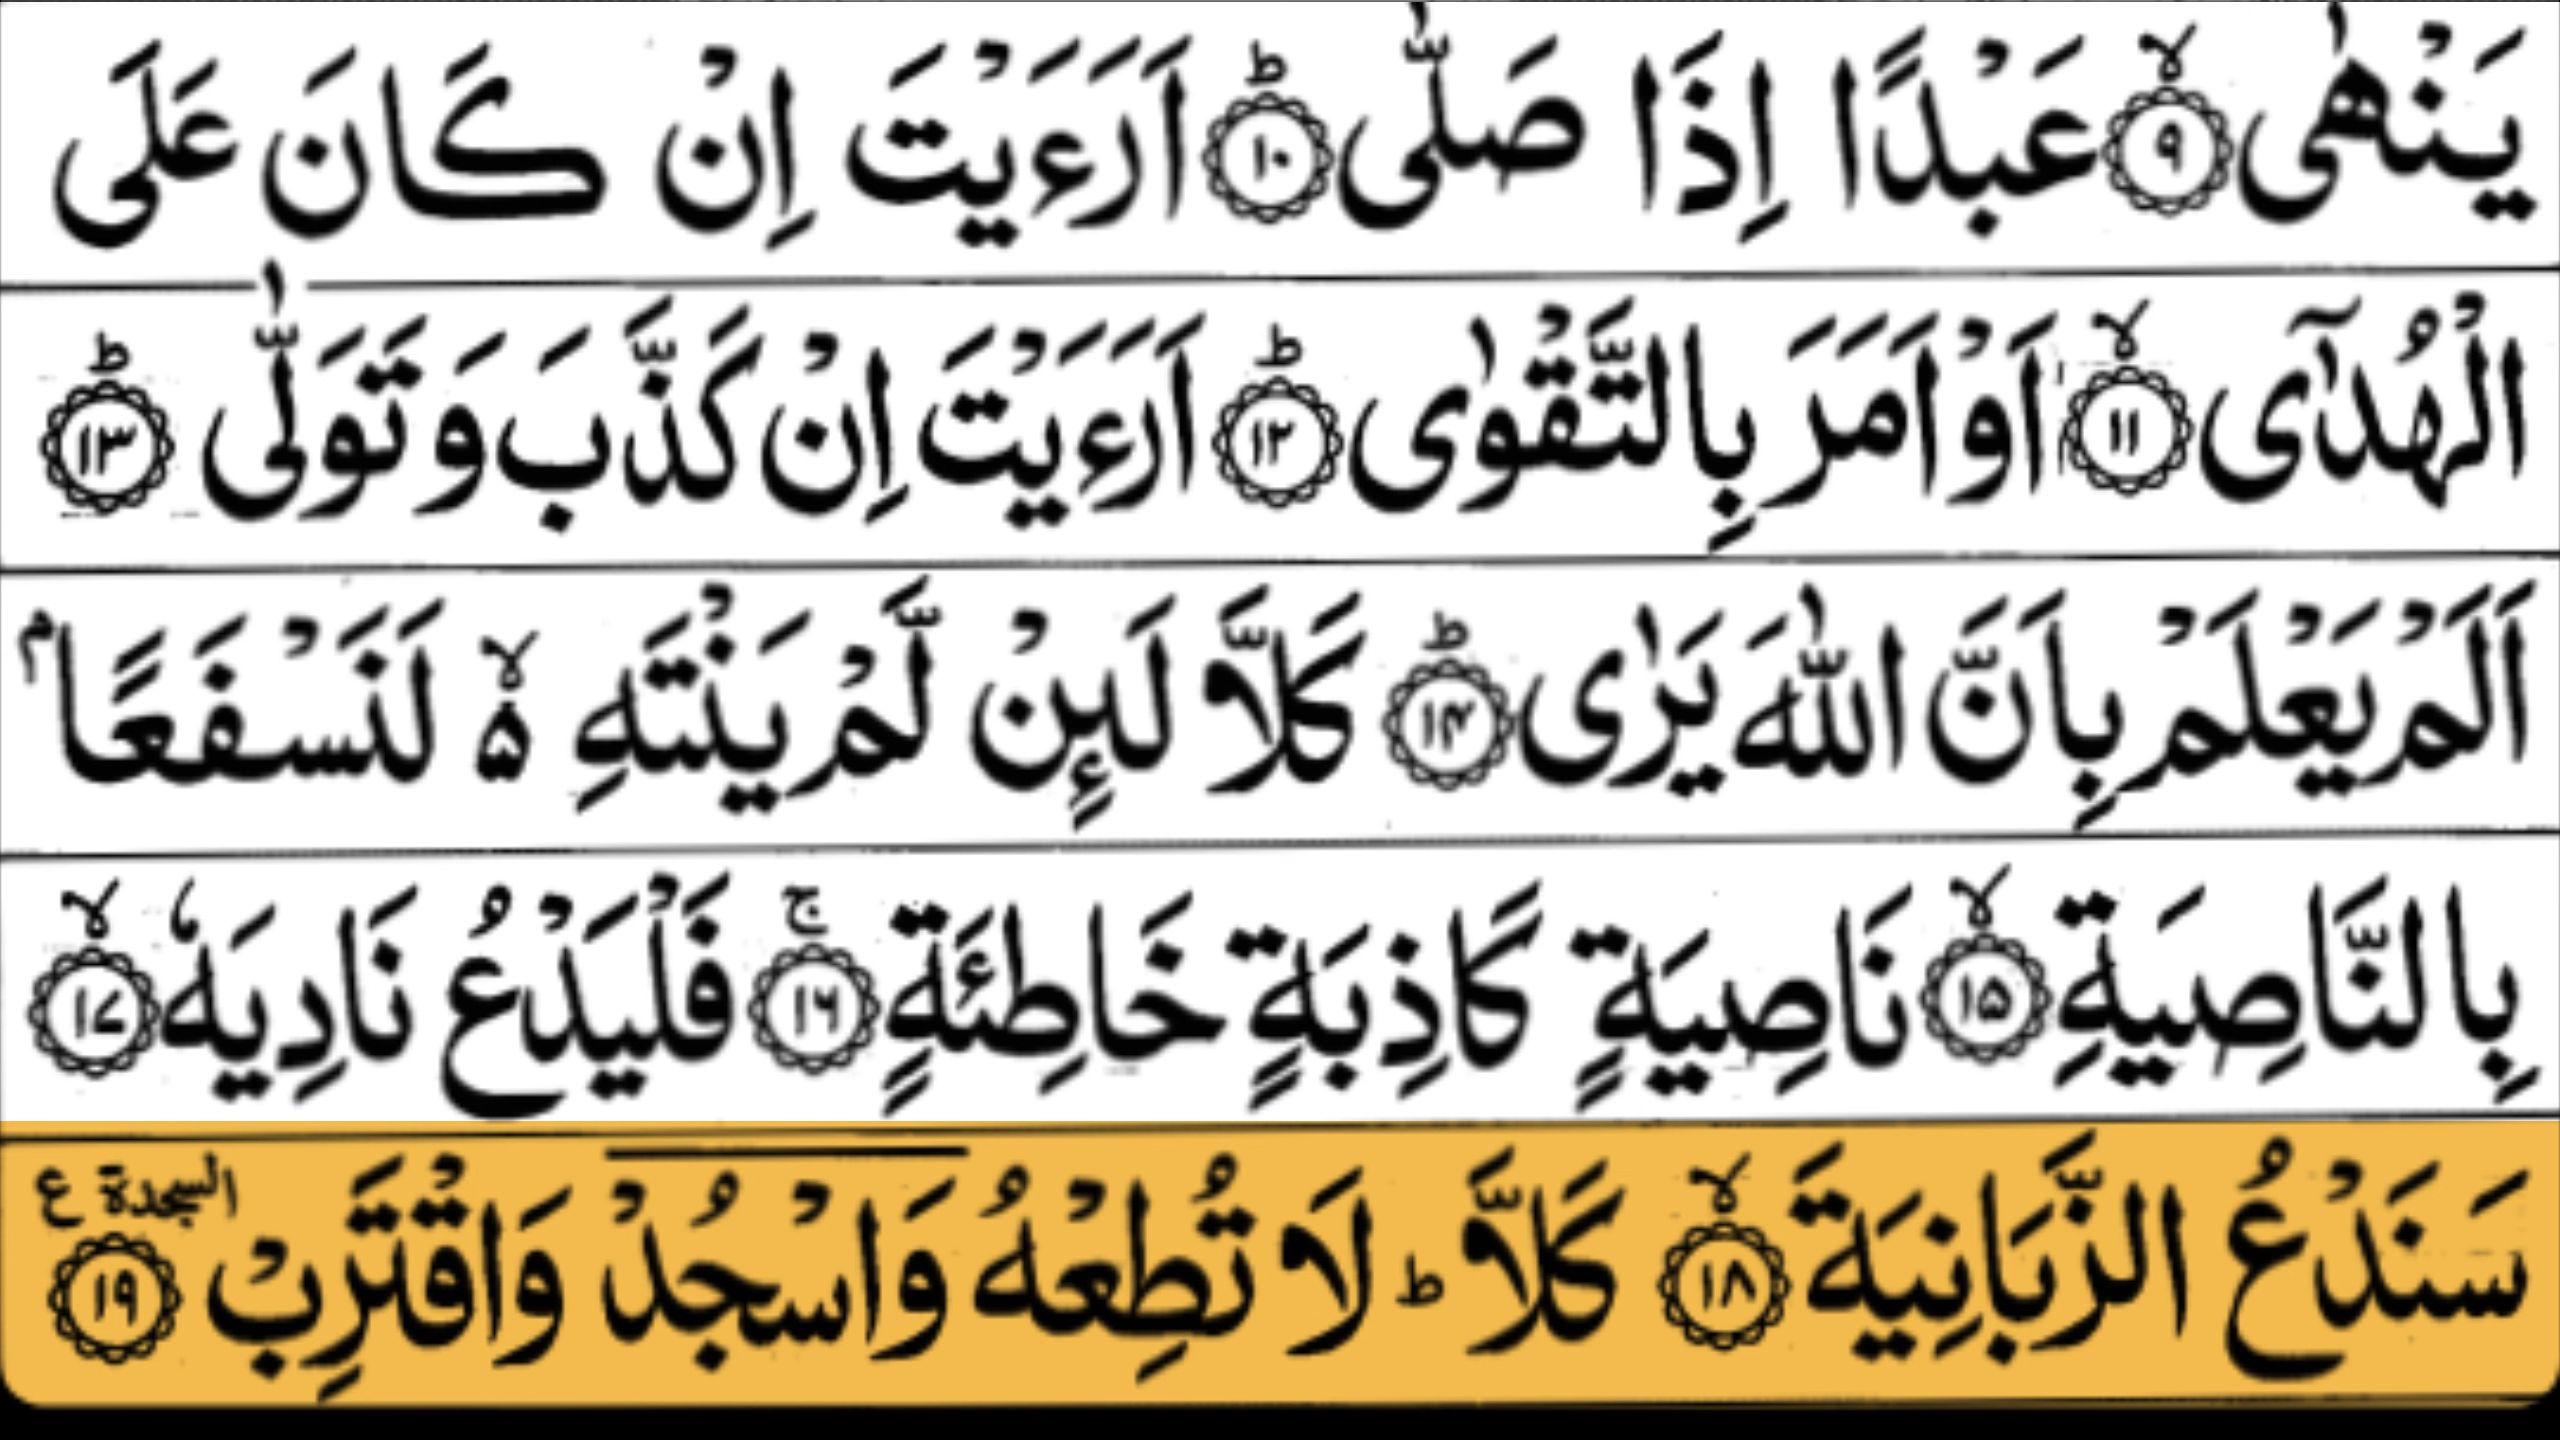 يَنْهٰى ۙ۹ عَبْدًا اِذَا صَلّٰى ؕ۱۰ اَرَءَيْتَ اِنْ كَانَ عَلَى
الْهُدٰٓى ۙ۱۱ اَوْ اَمَرَ بِالتَّقْوٰى ؕ۱۲ اَرَءَيْتَ اِنْ كَذَّبَ وَ تَوَلّٰى ؕ۱۳
اَلَمْ يَعْلَمْ بِاَنَّ اللّٰهَ يَرٰى ؕ۱۴ كَلَّا لَئِنْ لَّمْ يَنْتَهِ ۙ۵ لَنَسْفَعًاۢ
بِالنَّاصِيَةِ ۙ۱۵ نَاصِيَةٍ كَاذِبَةٍ خَاطِئَةٍ ۚ۱۶ فَلْيَدْعُ نَادِيَهٗ ۙ۱۷
سَنَدْعُ الزَّبَانِيَةَ ۙ۱۸ كَلَّا ؕ لَا تُطِعْهُ وَاسْجُدْ وَاقْتَرِبْ ۱۹ السجدة ع